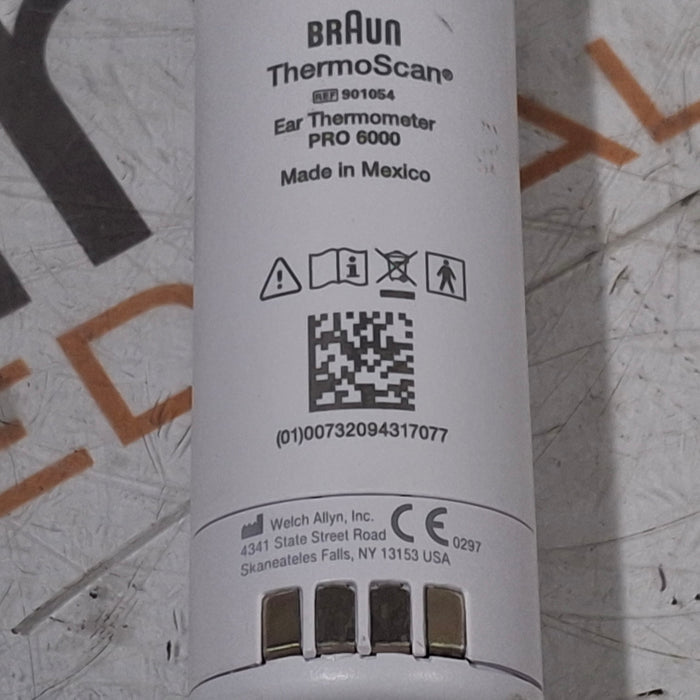 BRAUN
ThermoScan®
REF 901054
Ear Thermometer
PRO 6000
Made in Mexico
(01)00732094317077
Welch Allyn, Inc.
4341 State Street Road
Skaneateles Falls, NY 13153 USA
CE 0297